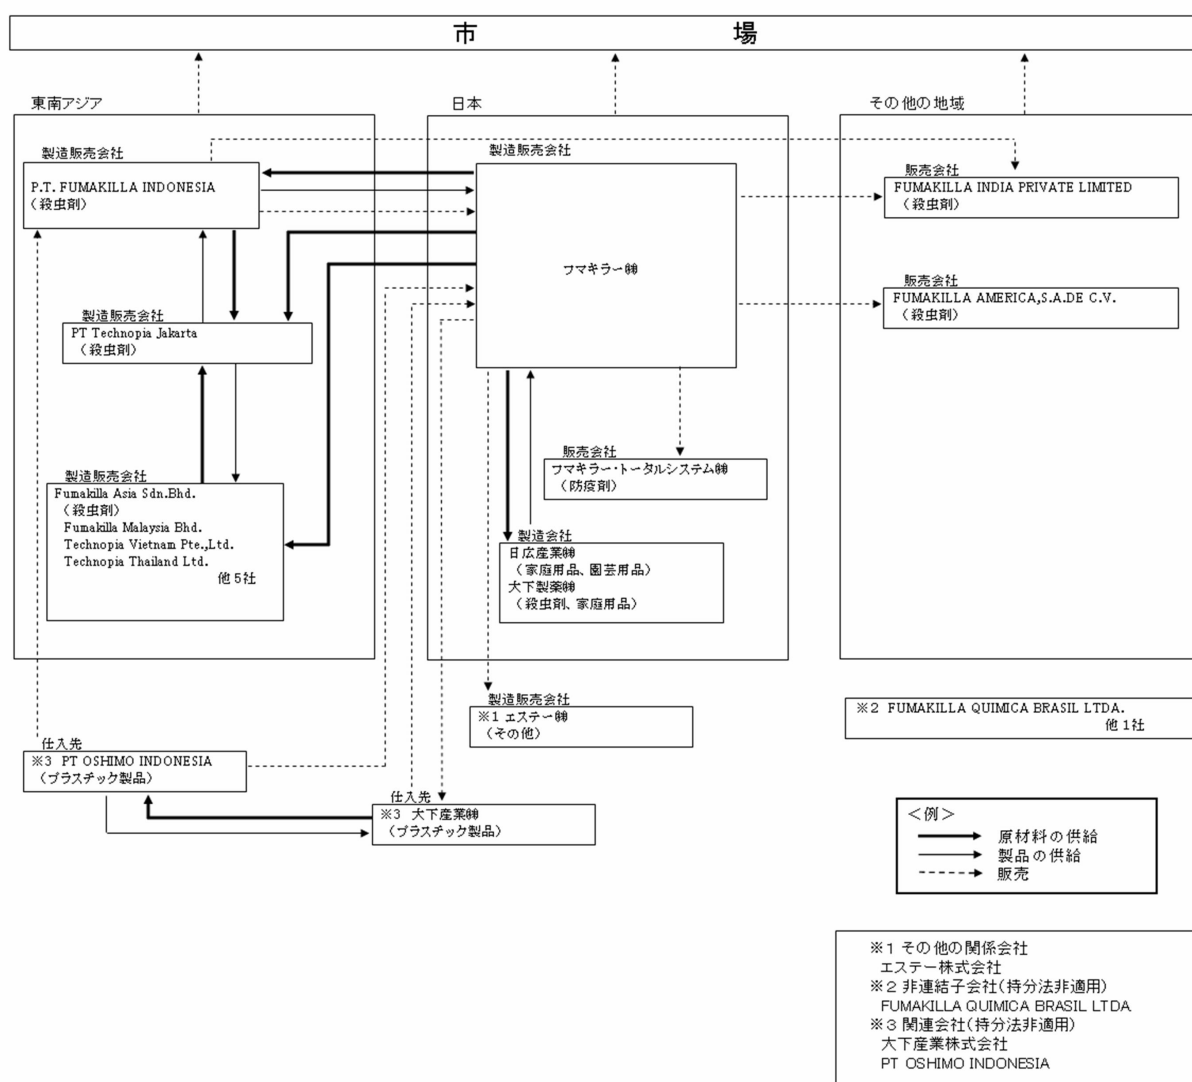 市 場
東南アジア
日本
その他の地域
製造販売会社
P.T. FUMAKILLA INDONESIA
(殺虫剤)
製造販売会社
PT Technopia Jakarta
(殺虫剤)
製造販売会社
Fumakilla Asia Sdn.Bhd.
(殺虫剤)
Fumakilla Malaysia Bhd.
Technopia Vietnam Pte.,Ltd.
Technopia Thailand Ltd.
他5社
製造販売会社
フマキラー㈱
販売会社
フマキラー・トータルシステム㈱
(防疫剤)
製造会社
日広産業㈱
(家庭用品、園芸用品)
大下製薬㈱
(殺虫剤、家庭用品)
販売会社
FUMAKILLA INDIA PRIVATE LIMITED
(殺虫剤)
販売会社
FUMAKILLA AMERICA,S.A.DE C.V.
(殺虫剤)
製造販売会社
※1 エステー㈱
(その他)
※2 FUMAKILLA QUIMICA BRASIL LTDA.
他1社
仕入先
※3 PT OSHIMO INDONESIA
(プラスチック製品)
仕入先
※3 大下産業㈱
(プラスチック製品)
<例>
原材料の供給
製品の供給
販売
※1 その他の関係会社
エステー株式会社
※2 非連結子会社(持分法非適用)
FUMAKILLA QUIMICA BRASIL LTDA
※3 関連会社(持分法非適用)
大下産業株式会社
PT OSHIMO INDONESIA